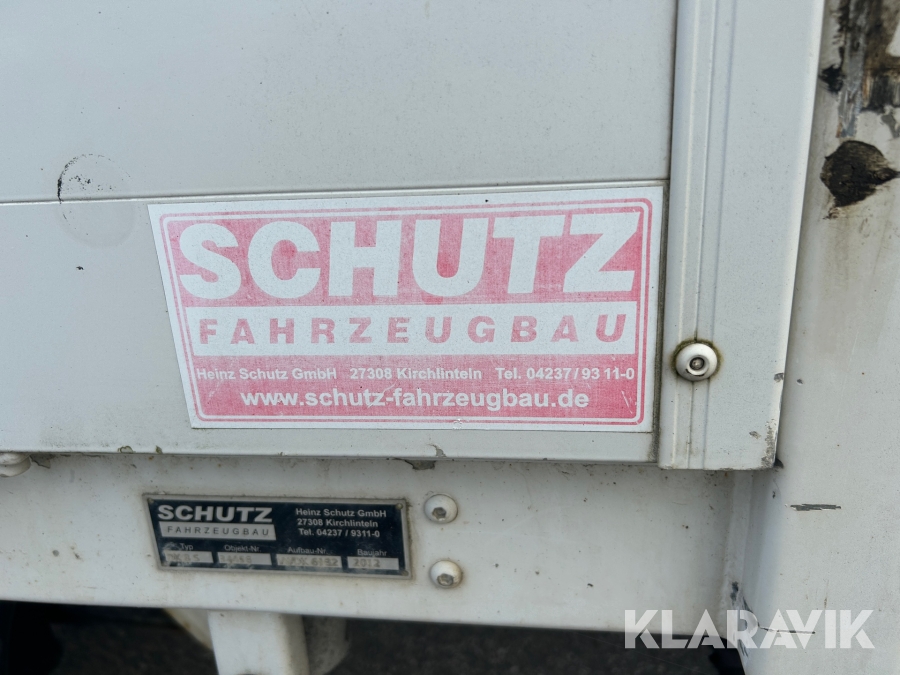 SCHUTZ
FAHRZEUGBAU
Heinz Schutz GmbH 27308 Kirchlinteln Tel. 04237/93 11-0
www.schutz-fahrzeugbau.de
SCHUTZ
FAHRZEUGBAU
Heinz Schutz GmbH
27308 Kirchlinteln
Tel. 04237 / 9311-0
Typ Objekt-Nr. Aufbau-Nr. Baujahr
2012
KLARAVIK